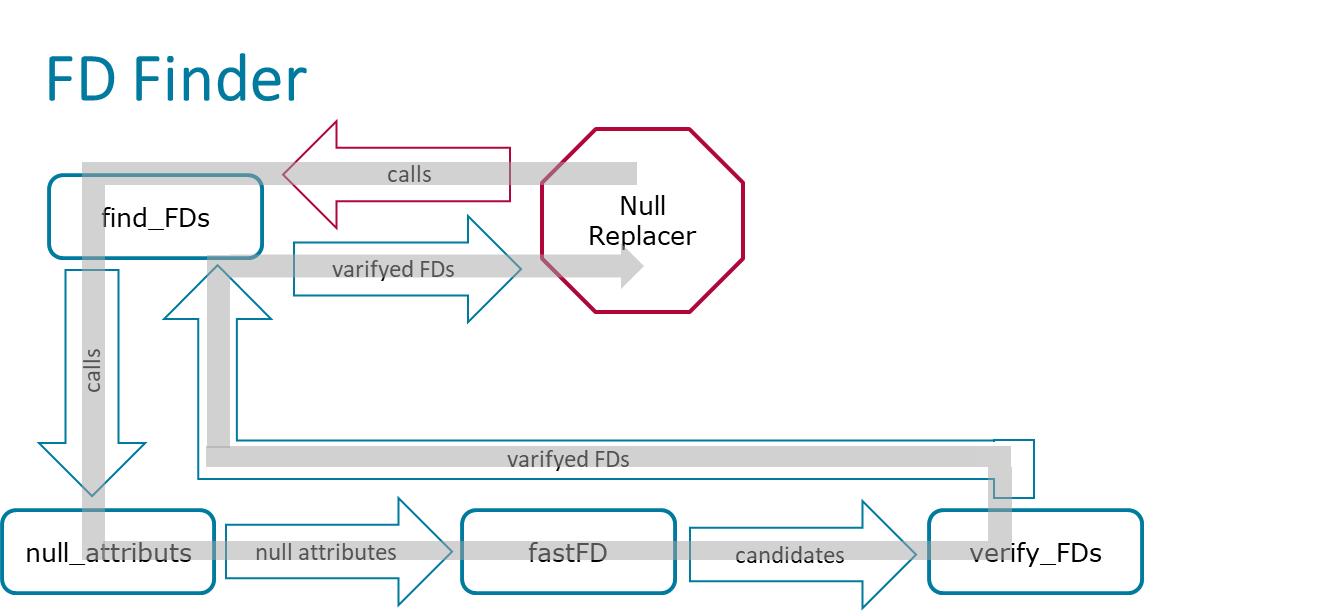 FD Finder
calls
find_FDs
Null
Replacer
varifyed FDs
calls
varifyed FDs
null_attributs
null attributes
fastFD
candidates
verify_FDs